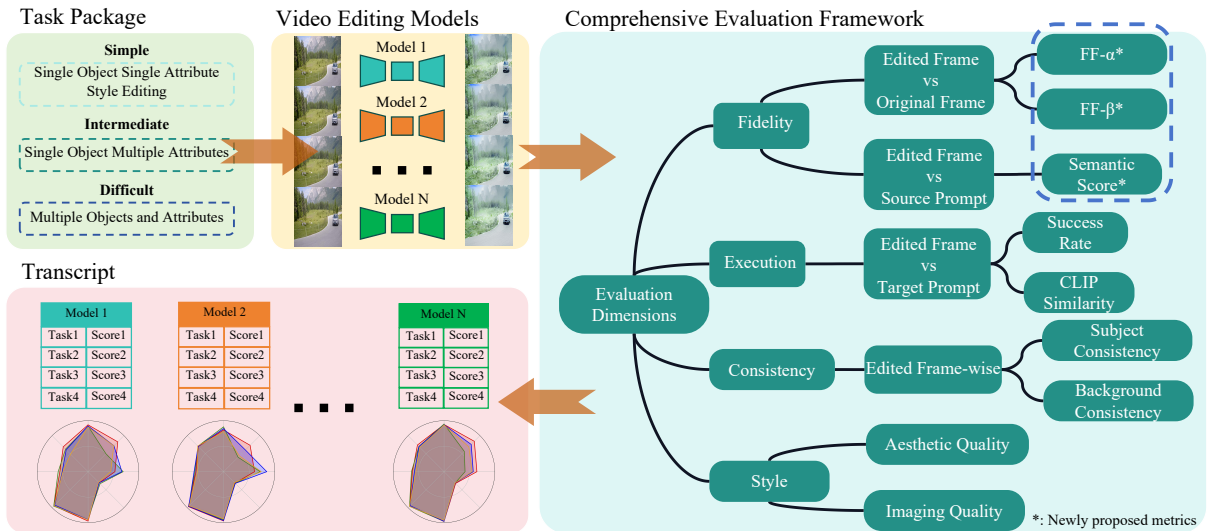 Task Package
Simple
Single Object Single Attribute
Style Editing
Intermediate
Single Object Multiple Attributes
Difficult
Multiple Objects and Attributes
Video Editing Models
Model 1
Model 2
Model N
Comprehensive Evaluation Framework
Evaluation
Dimensions
Fidelity
Edited Frame
vs
Original Frame
FF-α*
FF-β*
Edited Frame
vs
Source Prompt
Semantic
Score*
Execution
Edited Frame
vs
Target Prompt
Success
Rate
CLIP
Similarity
Consistency
Edited Frame-wise
Subject
Consistency
Background
Consistency
Style
Aesthetic Quality
Imaging Quality
*: Newly proposed metrics
Transcript
Model 1
Task1 Score1
Task2 Score2
Task3 Score3
Task4 Score4
Model 2
Task1 Score1
Task2 Score2
Task3 Score3
Task4 Score4
Model N
Task1 Score1
Task2 Score2
Task3 Score3
Task4 Score4